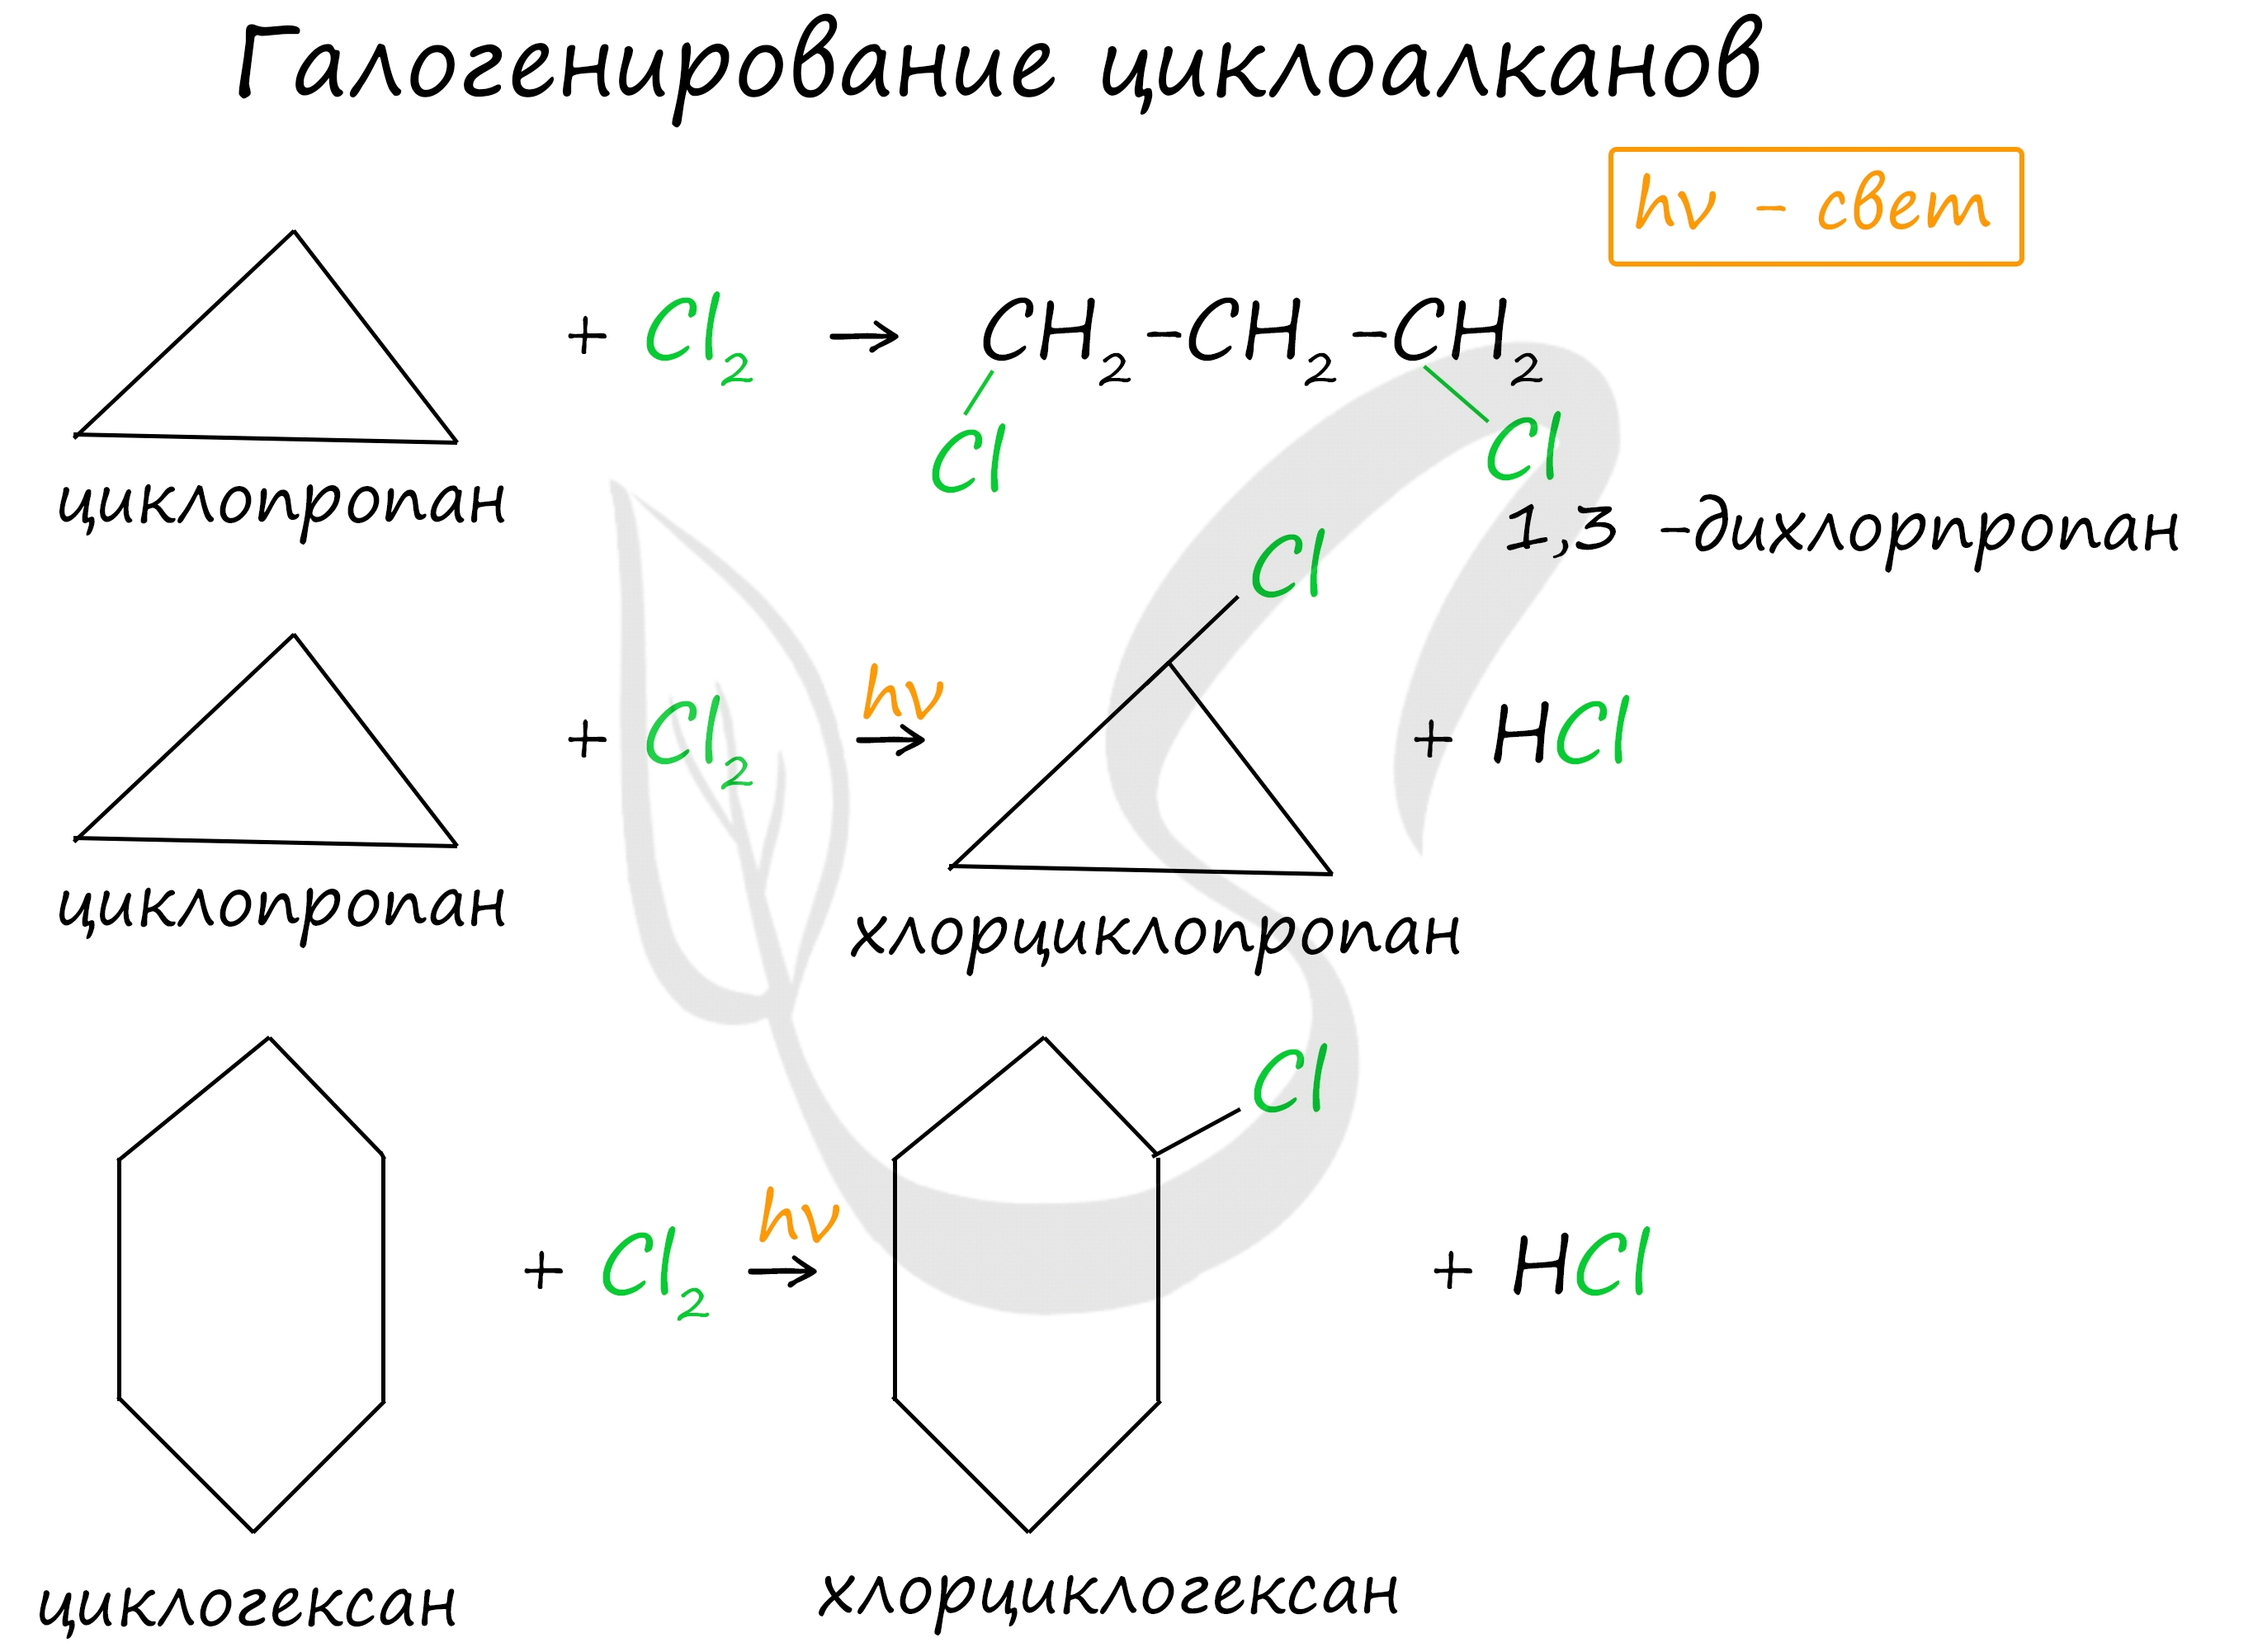 Галогенирование циклоалканов
hν - свет
+ Cl₂ → CH₂-CH₂-CH₂
Cl Cl
циклопропан
1,3 -дихлорпропан
Cl
+ Cl₂ hν → + HCl
циклопропан
хлорциклопропан
Cl
+ Cl₂ hν → + HCl
циклогексан
хлорциклогексан